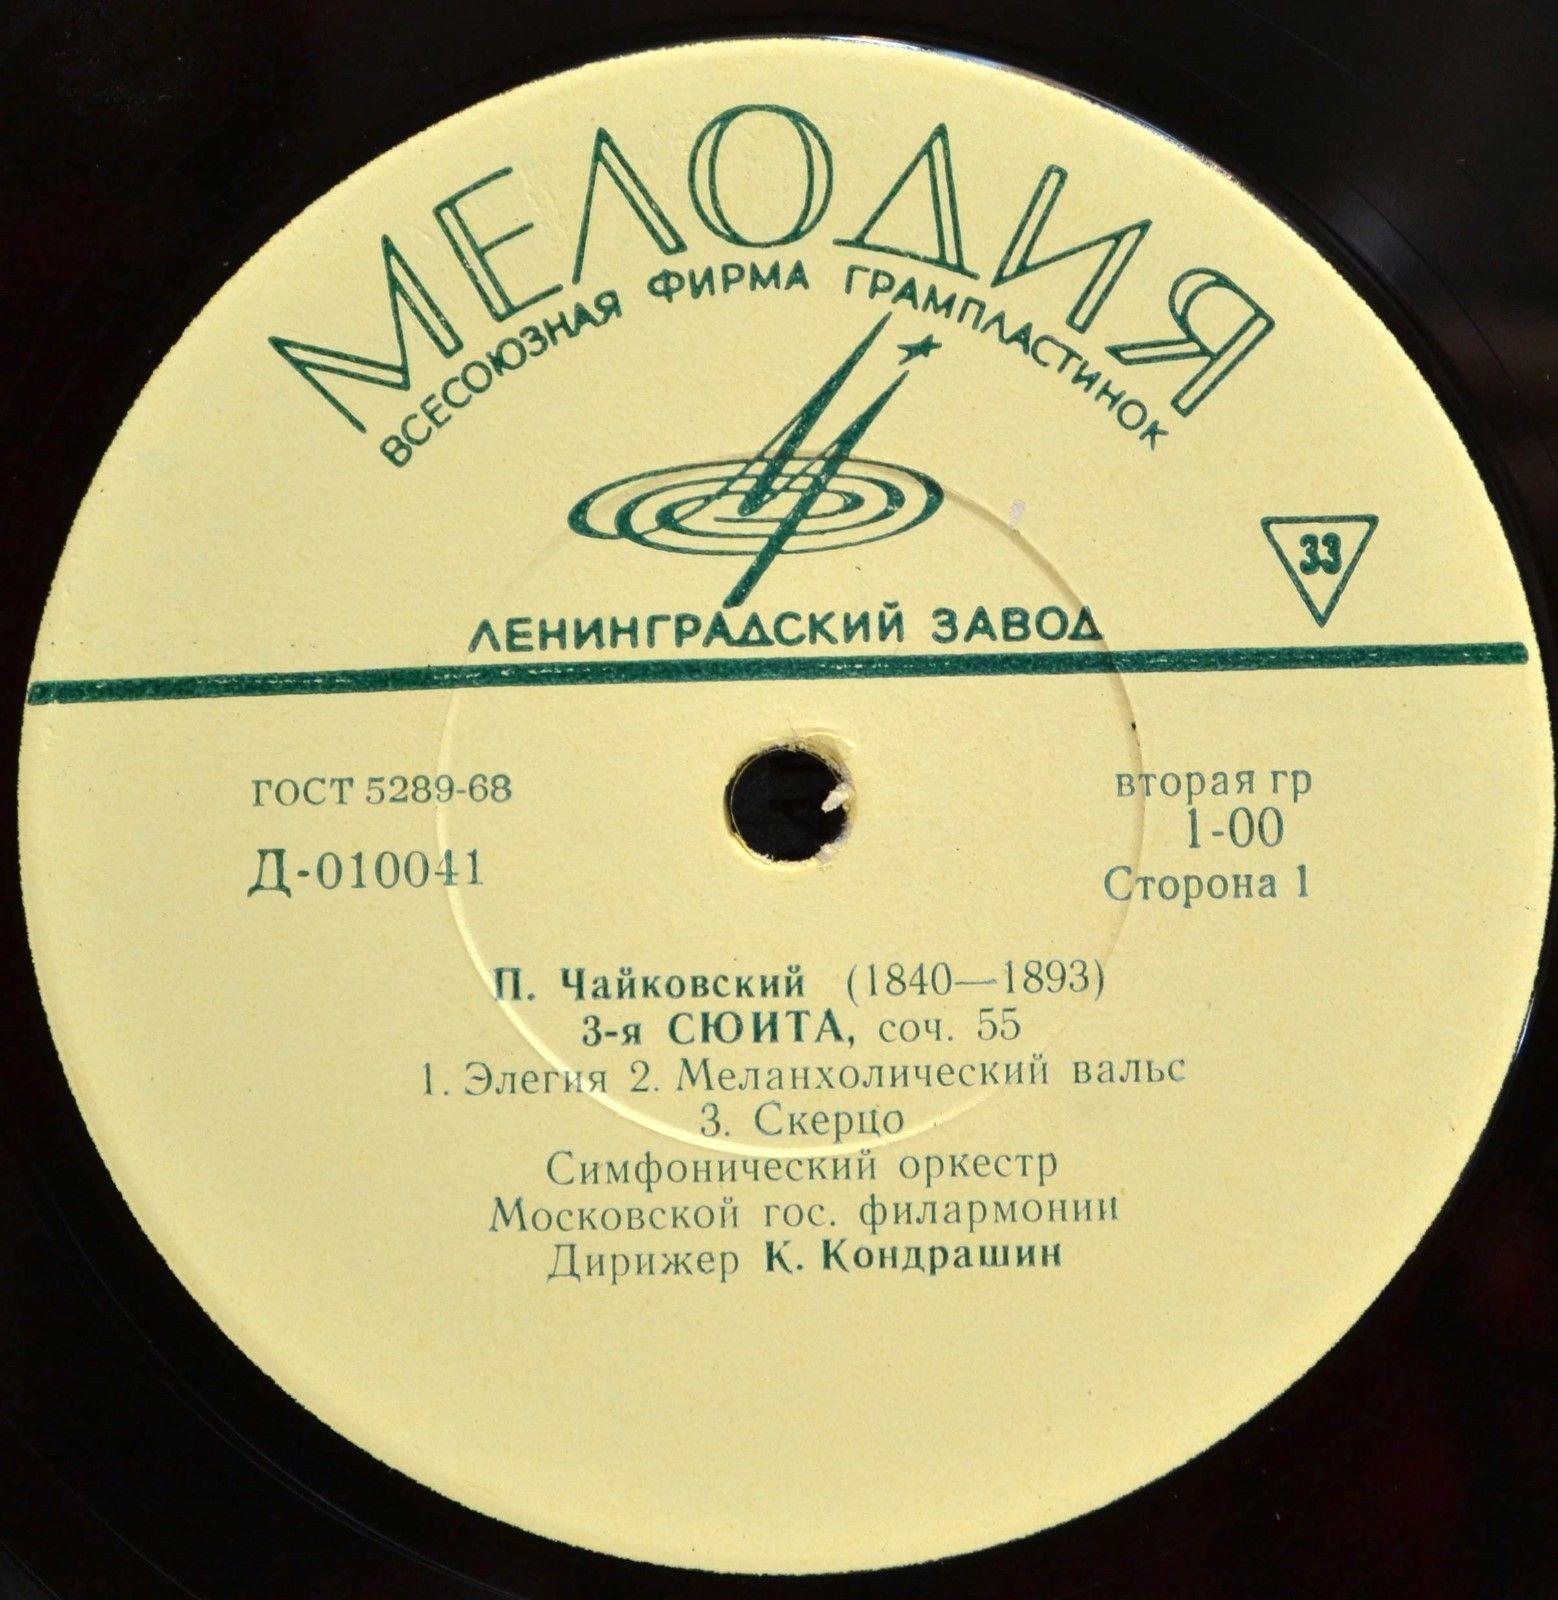 МЕЛОДИЯ
ВСЕСОЮЗНАЯ ФИРМА ГРАМПЛАСТИНОК
33
ЛЕНИНГРАДСКИЙ ЗАВОД
ГОСТ 5289-68
Д-010041
вторая гр
1-00
Сторона 1
П. Чайковский (1840—1893)
3-я СЮИТА, соч. 55
1. Элегия 2. Меланхолический вальс
3. Скерцо
Симфонический оркестр
Московской гос. филармонии
Дирижер К. Кондрашин